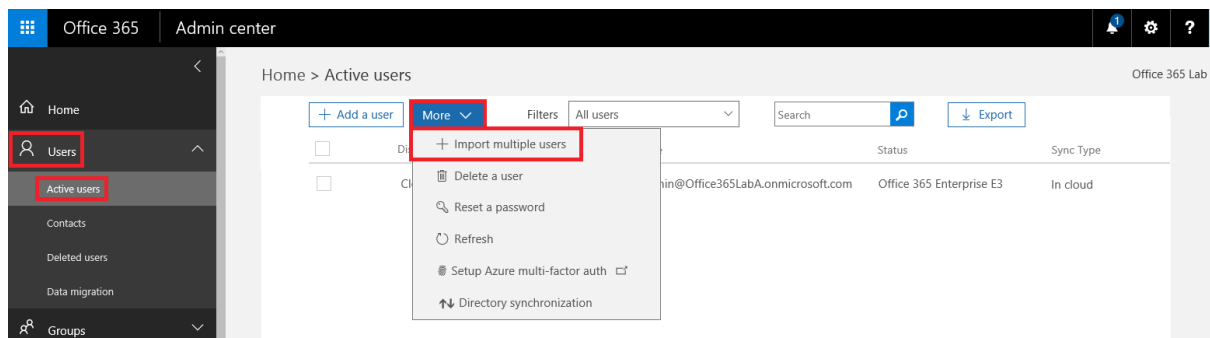 Office 365 Admin center 1 ?
Home > Active users Office 365 Lab
Home
Users
Active users
Contacts
Deleted users
Data migration
Groups
+ Add a user More Filters All users Search Export
Status Sync Type
+ Import multiple users
Delete a user
Reset a password
Refresh
Setup Azure multi-factor auth
Directory synchronization
min@Office365LabA.onmicrosoft.com Office 365 Enterprise E3 In cloud